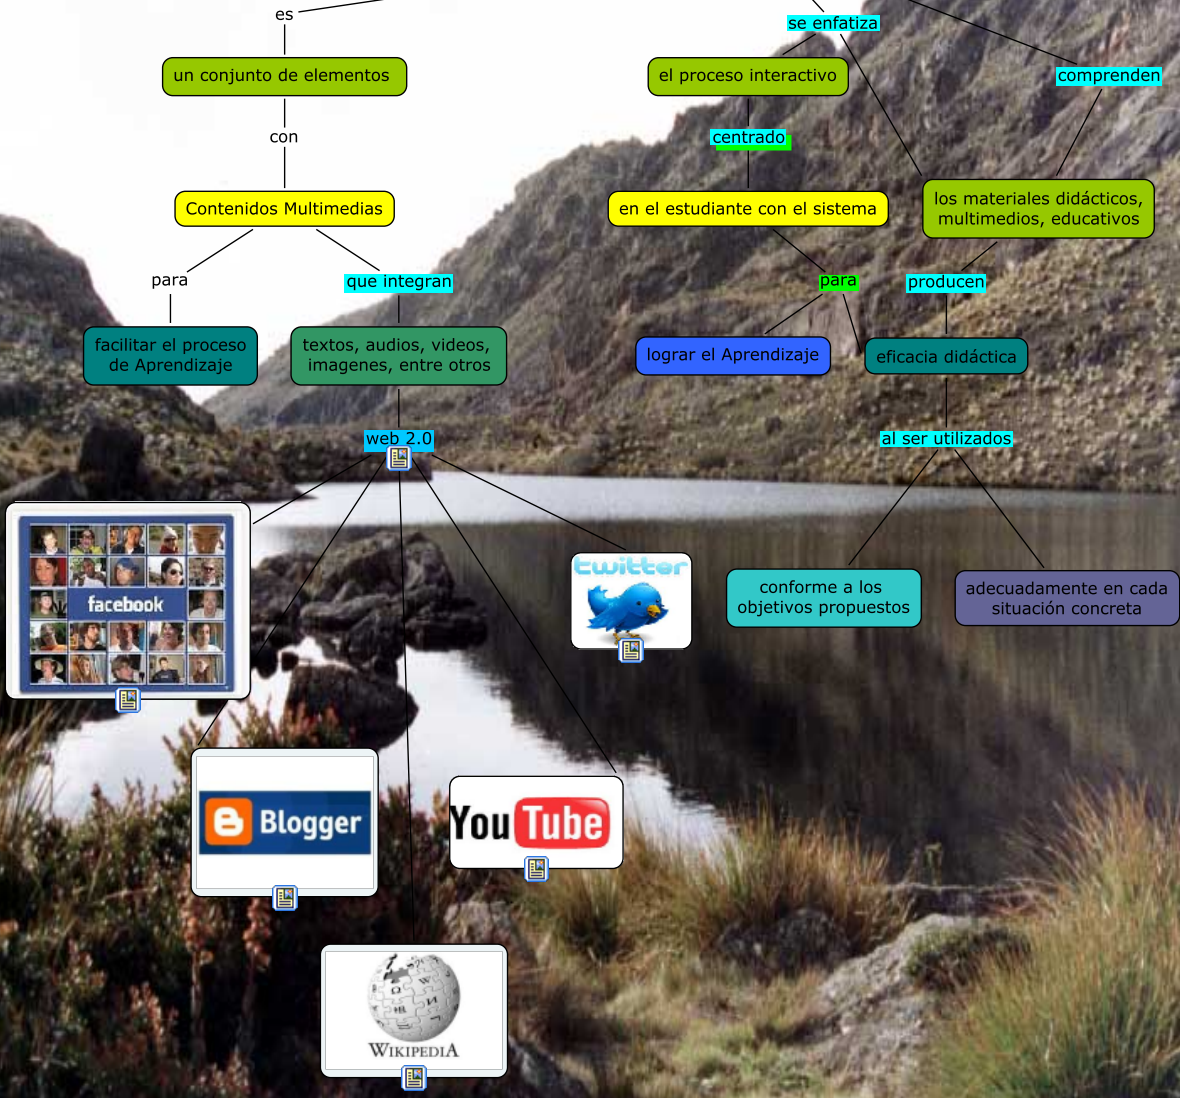 es
se enfatiza
un conjunto de elementos
el proceso interactivo
comprenden
con
centrado
Contenidos Multimedias
en el estudiante con el sistema
los materiales didácticos,
multimedios, educativos
para
que integran
para
producen
facilitar el proceso
de Aprendizaje
textos, audios, videos,
imagenes, entre otros
lograr el Aprendizaje
eficacia didáctica
web 2.0
al ser utilizados
facebook
twitter
conforme a los
objetivos propuestos
adecuadamente en cada
situación concreta
Blogger
YouTube
WIKIPEDIA